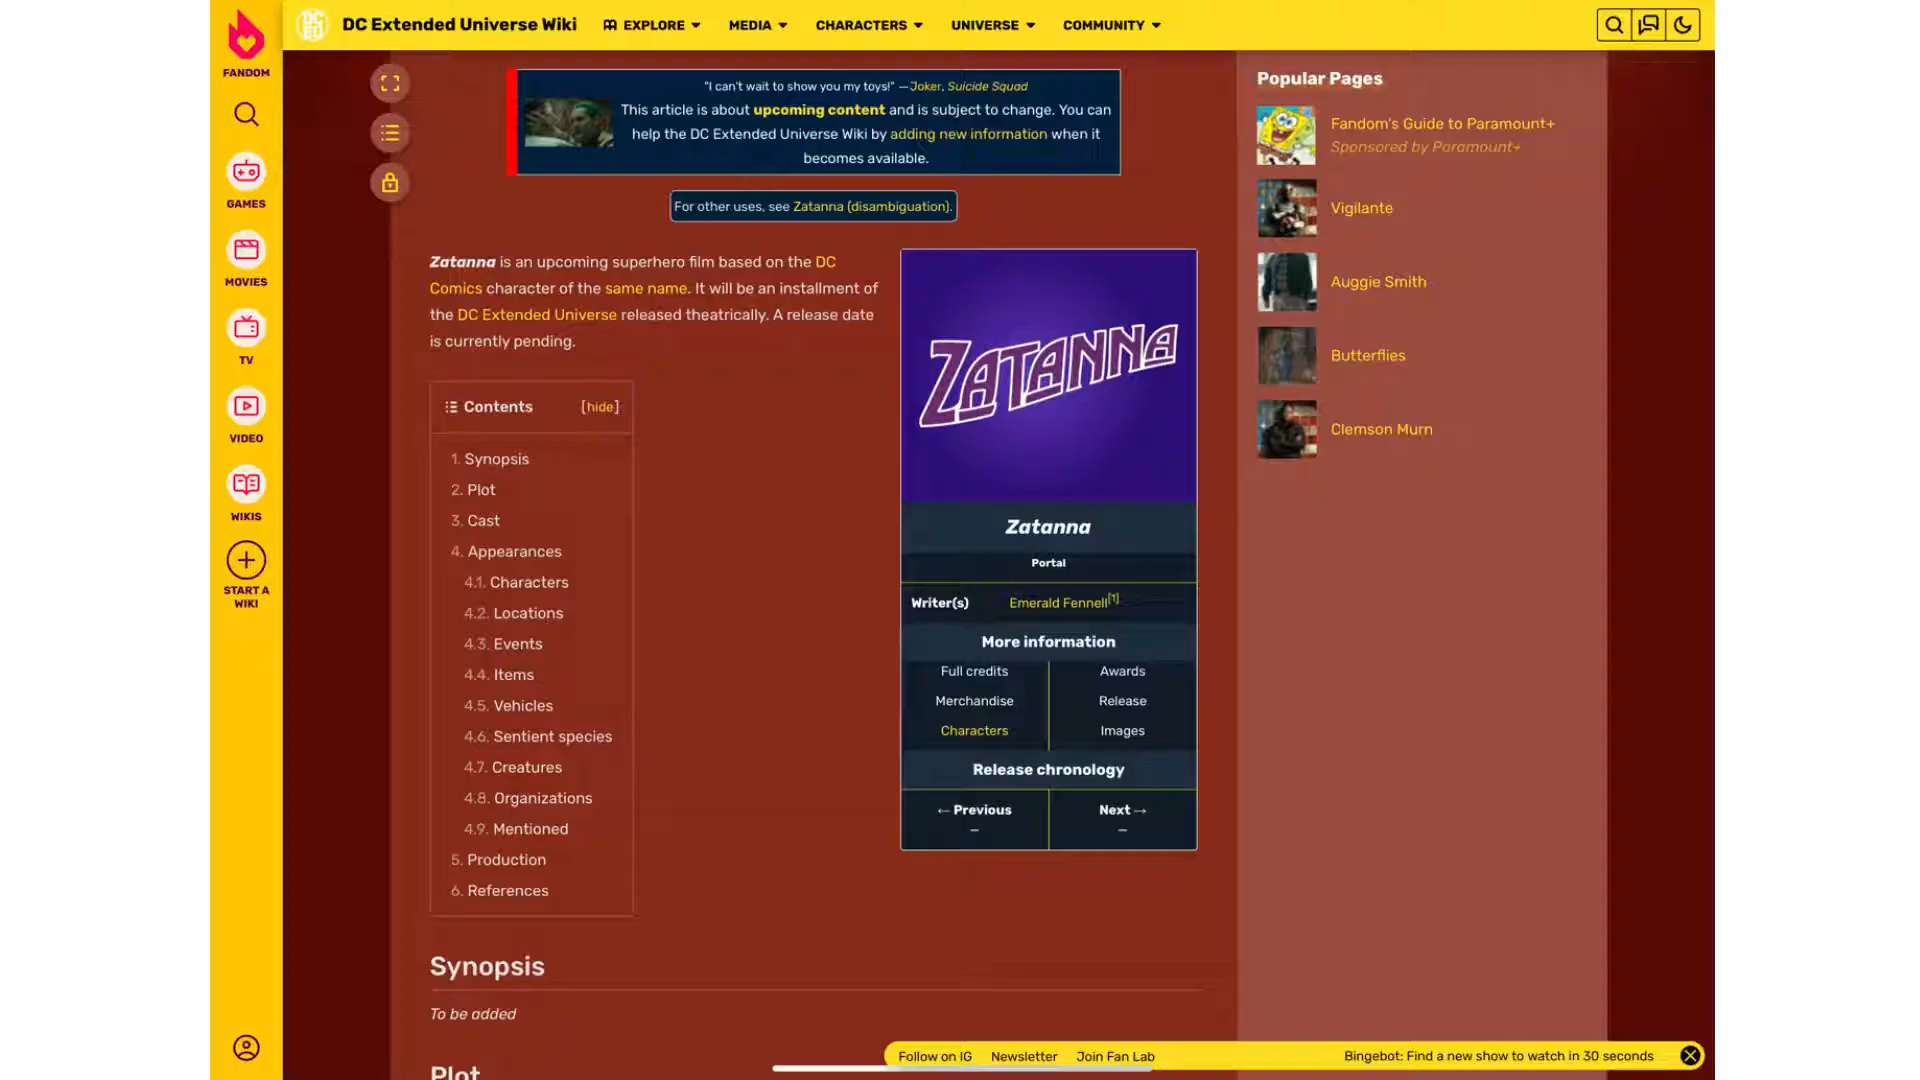 DC Extended Universe Wiki
EXPLORE
MEDIA
CHARACTERS
UNIVERSE
COMMUNITY
FANDOM
GAMES
MOVIES
TV
VIDEO
WIKIS
START A
WIKI
"I can't wait to show you my toys!" —Joker, Suicide Squad
This article is about upcoming content and is subject to change. You can
help the DC Extended Universe Wiki by adding new information when it
becomes available.
For other uses, see Zatanna (disambiguation).
Zatanna is an upcoming superhero film based on the DC
Comics character of the same name. It will be an installment of
the DC Extended Universe released theatrically. A release date
is currently pending.
Contents [hide]
1. Synopsis
2. Plot
3. Cast
4. Appearances
4.1. Characters
4.2. Locations
4.3. Events
4.4. Items
4.5. Vehicles
4.6. Sentient species
4.7. Creatures
4.8. Organizations
4.9. Mentioned
5. Production
6. References
ZATANNA
Zatanna
Portal
Writer(s) Emerald Fennell[1]
More information
Full credits Awards
Merchandise Release
Characters Images
Release chronology
← Previous Next →
– –
Synopsis
To be added
Plot
Popular Pages
Fandom's Guide to Paramount+
Sponsored by Paramount+
Vigilante
Auggie Smith
Butterflies
Clemson Murn
Follow on IG Newsletter Join Fan Lab Bingebot: Find a new show to watch in 30 seconds